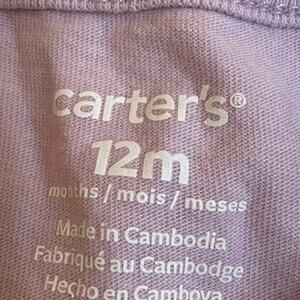 carter's®
12m
months / mois / meses
Made in Cambodia
Fabriqué au Cambodge
Hecho en Camboya